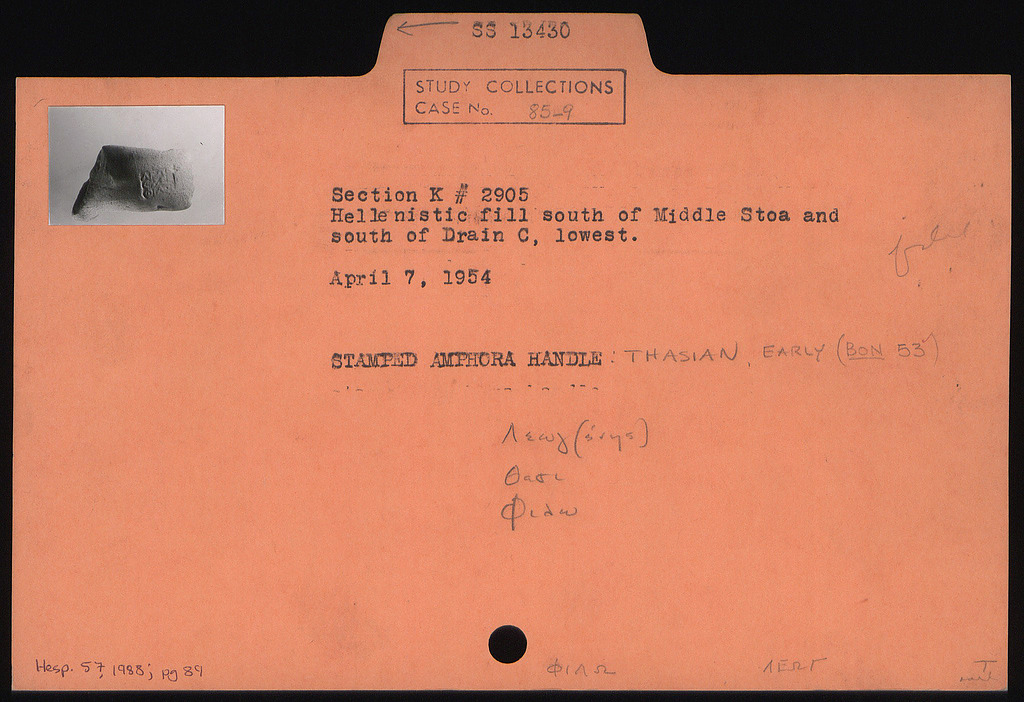 SS 13430
STUDY COLLECTIONS
CASE No. 85-9
Section K # 2905
Hellenistic fill south of Middle Stoa and
south of Drain C, lowest.
April 7, 1954
STAMPED AMPHORA HANDLE: THASIAN, EARLY (BON 53)
Λεωγ(ένης)
Θασι
Φιλω
Hesp. 57, 1988; pg 89
ΦΙΛΩ
ΛΕΩΓ
T